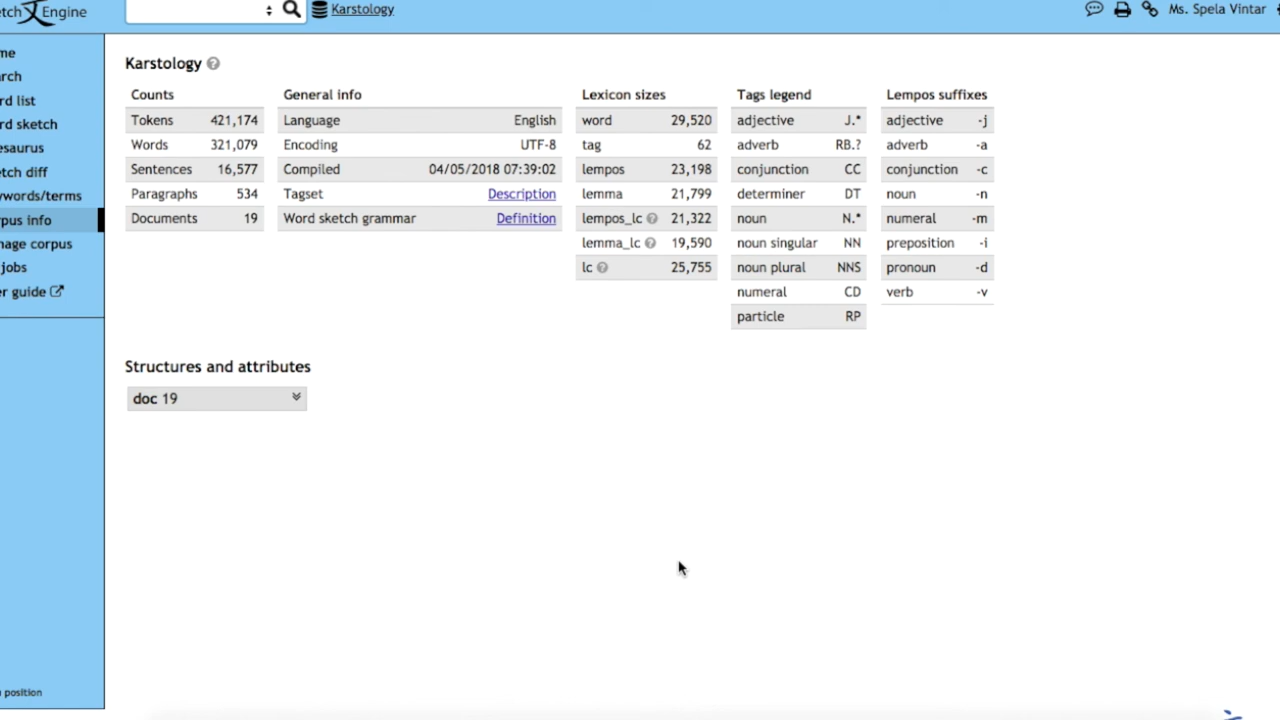 etch Engine
Karstology
Ms. Spela Vintar
me
arch
rd list
rd sketch
esaurus
etch diff
ywords/terms
rpus info
nage corpus
jobs
er guide
position
Karstology
Counts
Tokens 421,174
Words 321,079
Sentences 16,577
Paragraphs 534
Documents 19
General info
Language English
Encoding UTF-8
Compiled 04/05/2018 07:39:02
Tagset Description
Word sketch grammar Definition
Lexicon sizes
word 29,520
tag 62
lempos 23,198
lemma 21,799
lempos_lc ? 21,322
lemma_lc ? 19,590
lc ? 25,755
Tags legend
adjective J.*
adverb RB.?
conjunction CC
determiner DT
noun N.*
noun singular NN
noun plural NNS
numeral CD
particle RP
Lempos suffixes
adjective -j
adverb -a
conjunction -c
noun -n
numeral -m
preposition -i
pronoun -d
verb -v
Structures and attributes
doc 19